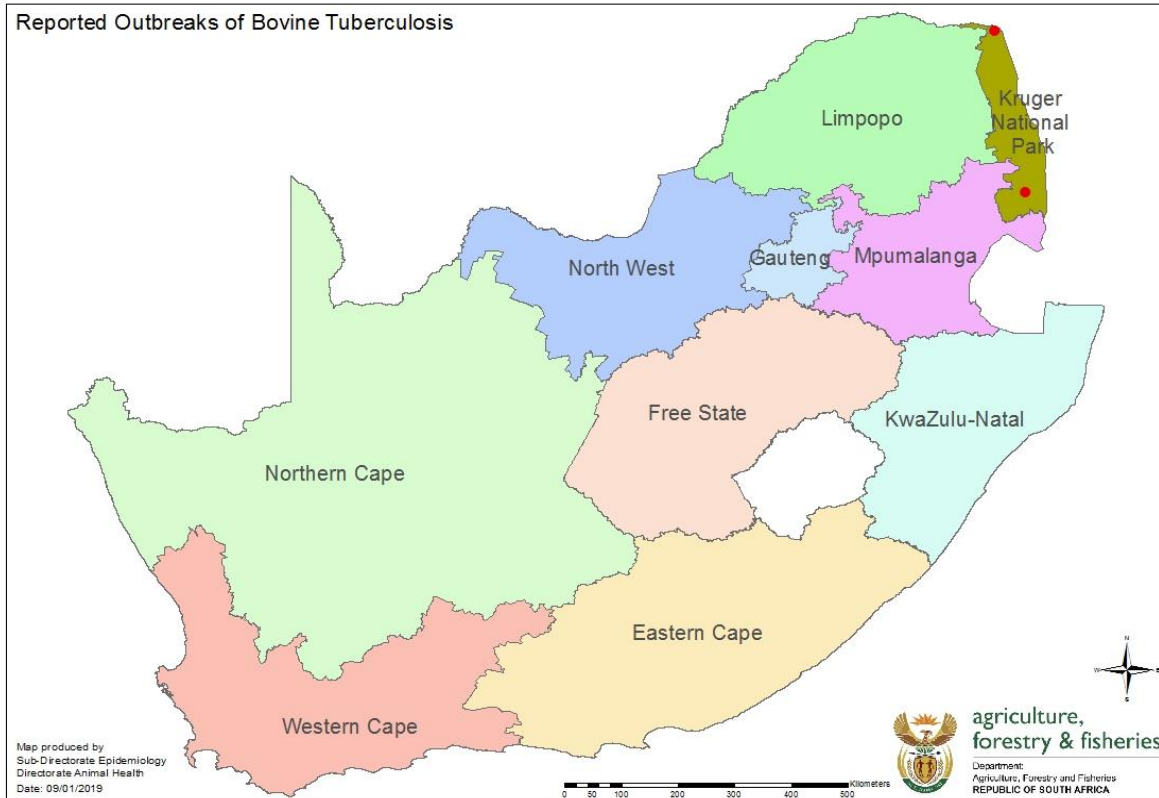 Reported Outbreaks of Bovine Tuberculosis
Limpopo
Kruger
National
Park
North West
Gauteng
Mpumalanga
Free State
KwaZulu-Natal
Northern Cape
Eastern Cape
Western Cape
N
W
E
S
Map produced by
Sub-Directorate Epidemiology
Directorate Animal Health
Date: 09/01/2019
Kilometers
0 50 100 200 300 400 500
agriculture,
forestry & fisheries
Department:
Agriculture, Forestry and Fisheries
REPUBLIC OF SOUTH AFRICA